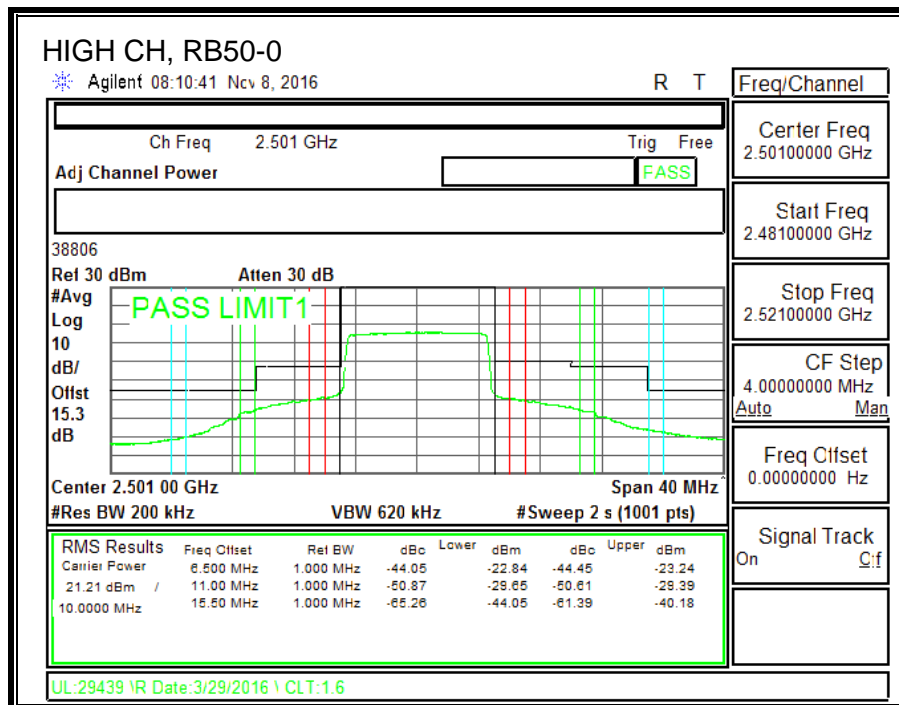 HIGH CH, RB50-0
Agilent 08:10:41 Nov 8, 2016 R T
Freq/Channel
Ch Freq 2.501 GHz Trig Free
Adj Channel Power PASS
Center Freq
2.50100000 GHz
Start Freq
2.48100000 GHz
Stop Freq
2.52100000 GHz
CF Step
4.00000000 MHz
Auto Man
Freq Offset
0.00000000 Hz
Signal Track
On Off
38806
Ref 30 dBm Atten 30 dB
#Avg
Log
10
dB/
Offst
15.3
dB
PASS LIMIT1
Center 2.501 00 GHz Span 40 MHz
#Res BW 200 kHz VBW 620 kHz #Sweep 2 s (1001 pts)
RMS Results Freq Offset Ref BW dBc Lower dBm dBc Upper dBm
Carrier Power 6.500 MHz 1.000 MHz -44.05 -22.84 -44.45 -23.24
21.21 dBm / 11.00 MHz 1.000 MHz -50.87 -29.65 -50.61 -29.39
10.0000 MHz 15.50 MHz 1.000 MHz -65.26 -44.05 -61.39 -40.18
UL:29439 \R Date:3/29/2016 \ CLT:1.6